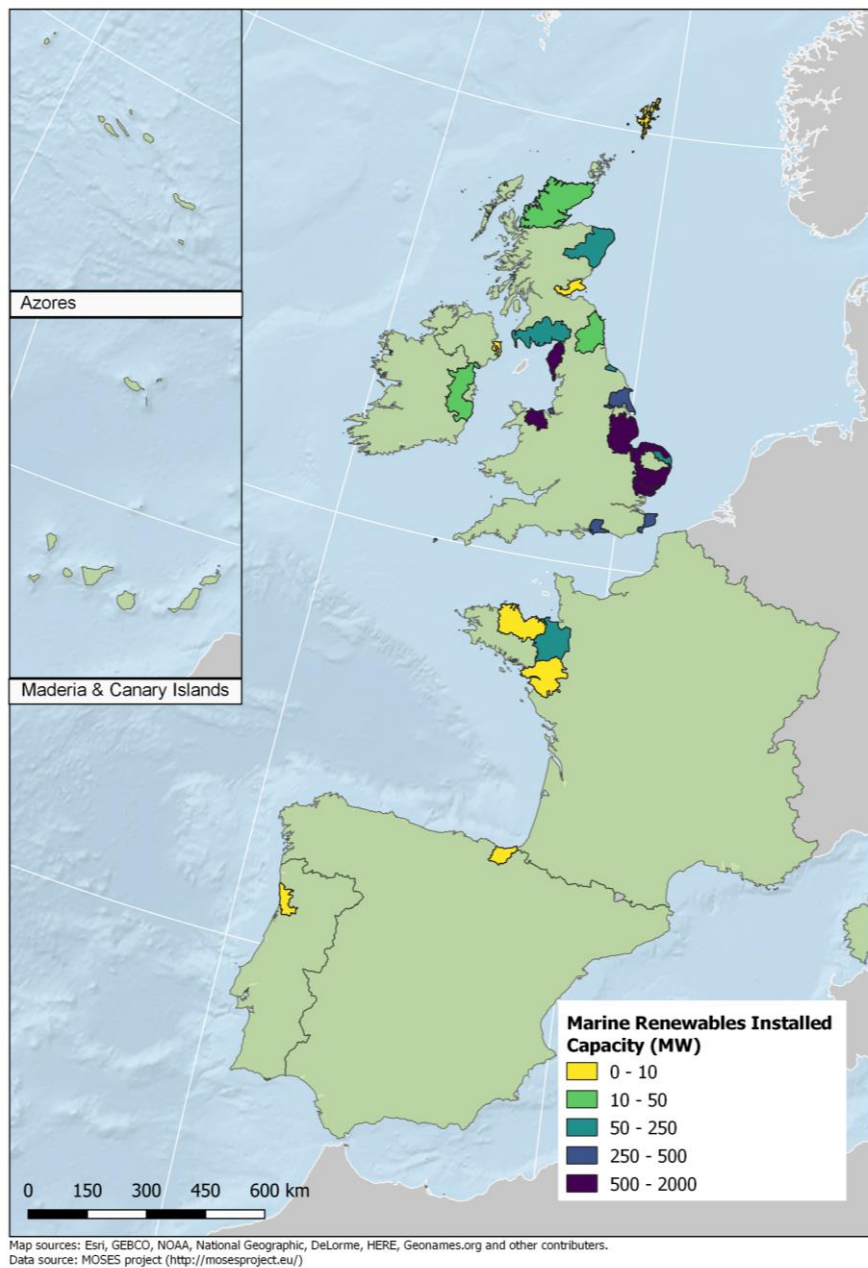 Azores
Maderia & Canary Islands
Marine Renewables Installed
Capacity (MW)
0 - 10
10 - 50
50 - 250
250 - 500
500 - 2000
0 150 300 450 600 km
Map sources: Esri, GEBCO, NOAA, National Geographic, DeLorme, HERE, Geonames.org and other contributers.
Data source: MOSES project (http://mosesproject.eu/)